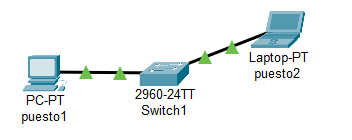 Laptop-PT
puesto2
2960-24TT
Switch1
PC-PT
puesto1